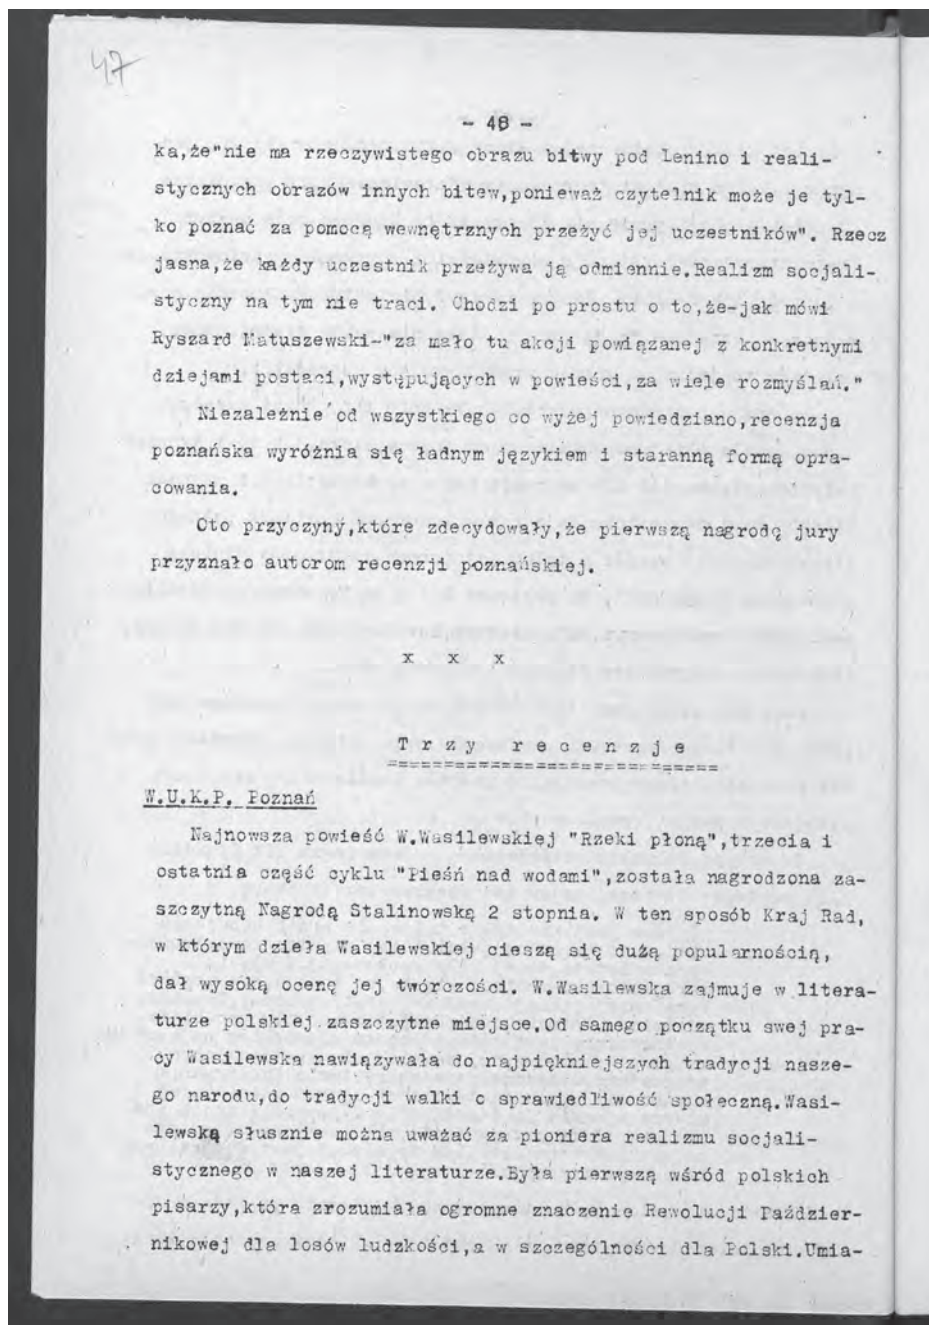 47
- 48 -
ka,że"nie ma rzeczywistego obrazu bitwy pod Lenino i reali-
stycznych obrazów innych bitew,ponieważ czytelnik może je tyl-
ko poznać za pomocą wewnętrznych przeżyć jej uczestników". Rzecz
jasna,że każdy uczestnik przeżywa ją odmiennie.Realizm socjali-
styczny na tym nie traci. Chodzi po prostu o to,że-jak mówi
Ryszard Matuszewski-"za mało tu akcji powiązanej z konkretnymi
dziejami postaci,występujących w powieści,za wiele rozmyślań."
Niezależnie od wszystkiego co wyżej powiedziano,recenzja
poznańska wyróżnia się ładnym językiem i staranną formą opra-
cowania.
Oto przyczyny,które zdecydowały,że pierwszą nagrodę jury
przyznało autorom recenzji poznańskiej.
x x x
T r z y   r e c e n z j e
=============================
W.U.K.P. Poznań
Najnowsza powieść W.Wasilewskiej "Rzeki płoną",trzecia i
ostatnia część cyklu "Pieśń nad wodami",została nagrodzona za-
szczytną Nagrodą Stalinowską 2 stopnia. W ten sposób Kraj Rad,
w którym dzieła Wasilewskiej cieszą się dużą popularnością,
dał wysoką ocenę jej twórczości. W.Wasilewska zajmuje w litera-
turze polskiej zaszczytne miejsce.Od samego początku swej pra-
cy Wasilewska nawiązywała do najpiękniejszych tradycji nasze-
go narodu,do tradycji walki o sprawiedliwość społeczną.Wasi-
lewską słusznie można uważać za pioniera realizmu socjali-
stycznego w naszej literaturze.Była pierwszą wśród polskich
pisarzy,która zrozumiała ogromne znaczenie Rewolucji Paździer-
nikowej dla losów ludzkości,a w szczególności dla Polski.Umia-